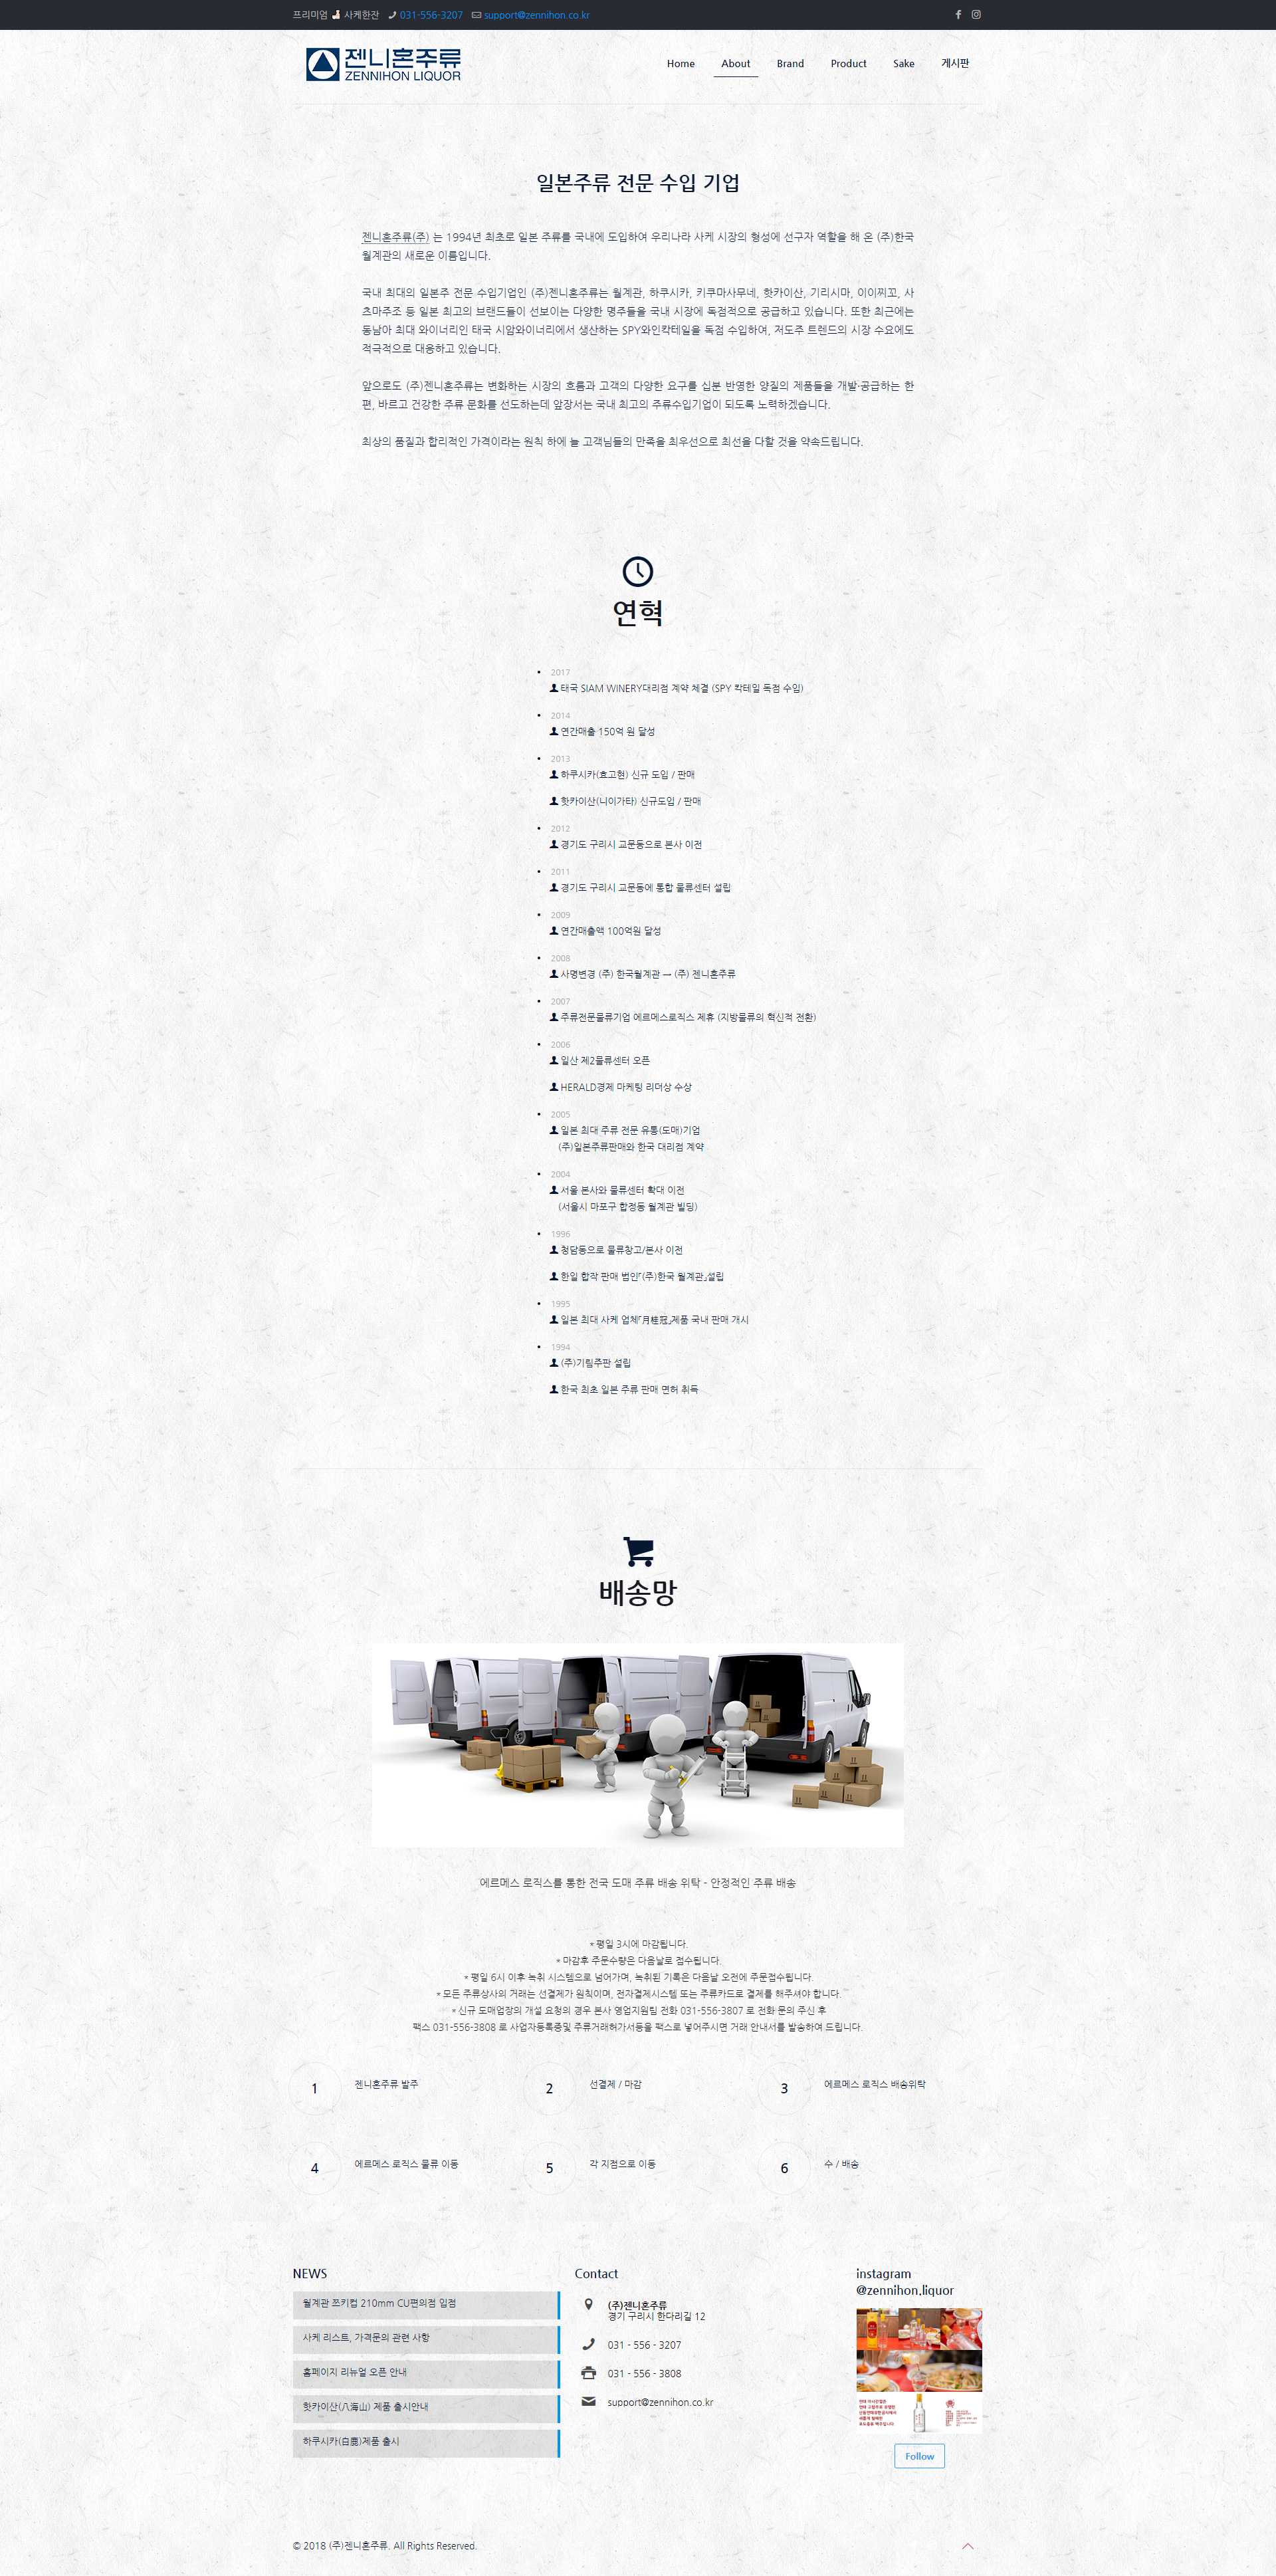 프리미엄 🍶 사케한잔 031-556-3207 support@zennihon.co.kr
젠니혼주류
ZENNIHON LIQUOR
Home About Brand Product Sake 게시판
일본주류 전문 수입 기업
젠니혼주류(주) 는 1994년 최초로 일본 주류를 국내에 도입하여 우리나라 사케 시장의 형성에 선구자 역할을 해 온 (주)한국
월계관의 새로운 이름입니다.
국내 최대의 일본주 전문 수입기업인 (주)젠니혼주류는 월계관, 하쿠시카, 키쿠마사무네, 핫카이산, 기리시마, 이이찌꼬, 사
츠마주조 등 일본 최고의 브랜드들이 선보이는 다양한 명주들을 국내 시장에 독점적으로 공급하고 있습니다. 또한 최근에는
동남아 최대 와이너리인 태국 시암와이너리에서 생산하는 SPY와인칵테일을 독점 수입하여, 저도주 트렌드의 시장 수요에도
적극적으로 대응하고 있습니다.
앞으로도 (주)젠니혼주류는 변화하는 시장의 흐름과 고객의 다양한 요구를 십분 반영한 양질의 제품들을 개발·공급하는 한
편, 바르고 건강한 주류 문화를 선도하는데 앞장서는 국내 최고의 주류수입기업이 되도록 노력하겠습니다.
최상의 품질과 합리적인 가격이라는 원칙 하에 늘 고객님들의 만족을 최우선으로 최선을 다할 것을 약속드립니다.
연혁
2017
태국 SIAM WINERY대리점 계약 체결 (SPY 칵테일 독점 수입)
2014
연간매출 150억 원 달성
2013
하쿠시카(효고현) 신규 도입 / 판매
핫카이산(니이가타) 신규도입 / 판매
2012
경기도 구리시 교문동으로 본사 이전
2011
경기도 구리시 교문동에 통합 물류센터 설립
2009
연간매출액 100억원 달성
2008
사명변경 (주) 한국월계관 → (주) 젠니혼주류
2007
주류전문물류기업 에르메스로직스 제휴 (지방물류의 혁신적 전환)
2006
일산 제2물류센터 오픈
HERALD경제 마케팅 리더상 수상
2005
일본 최대 주류 전문 유통(도매)기업
(주)일본주류판매와 한국 대리점 계약
2004
서울 본사와 물류센터 확대 이전
(서울시 마포구 합정동 월계관 빌딩)
1996
청담동으로 물류창고/본사 이전
한일 합작 판매 법인「(주)한국 월계관」설립
1995
일본 최대 사케 업체「月桂冠」제품 국내 판매 개시
1994
(주)기림주판 설립
한국 최초 일본 주류 판매 면허 취득
배송망
에르메스 로직스를 통한 전국 도매 주류 배송 위탁 - 안정적인 주류 배송
* 평일 3시에 마감됩니다.
* 마감후 주문수량은 다음날로 접수됩니다.
* 평일 6시 이후 녹취 시스템으로 넘어가며, 녹취된 기록은 다음날 오전에 주문접수됩니다.
* 모든 주류상사의 거래는 선결제가 원칙이며, 전자결제시스템 또는 주류카드로 결제를 해주셔야 합니다.
* 신규 도매업장의 개설 요청의 경우 본사 영업지원팀 전화 031-556-3807 로 전화 문의 주신 후
팩스 031-556-3808 로 사업자등록증및 주류거래허가서등을 팩스로 넣어주시면 거래 안내서를 발송하여 드립니다.
1 젠니혼주류 발주 2 선결제 / 마감 3 에르메스 로직스 배송위탁
4 에르메스 로직스 물류 이동 5 각 지점으로 이동 6 수 / 배송
NEWS
월계관 쯔키컵 210mm CU편의점 입점
사케 리스트, 가격문의 관련 사항
홈페이지 리뉴얼 오픈 안내
핫카이산(八海山) 제품 출시안내
하쿠시카(白鹿)제품 출시
Contact
(주)젠니혼주류
경기 구리시 한다리길 12
031 - 556 - 3207
031 - 556 - 3808
support@zennihon.co.kr
instagram
@zennihon.liquor
Follow
© 2018 (주)젠니혼주류. All Rights Reserved.